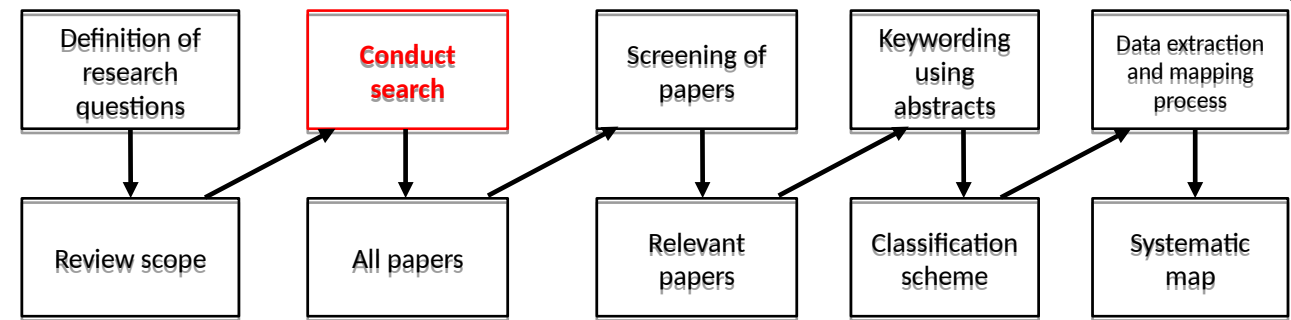 Definition of
research
questions
Conduct
search
Screening of
papers
Keywording
using
abstracts
Data extraction
and mapping
process
Review scope
All papers
Relevant
papers
Classification
scheme
Systematic
map